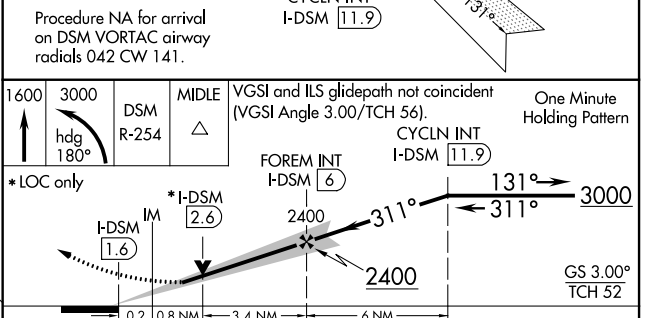 CYCLN INT
I-DSM 11.9
131°
Procedure NA for arrival
on DSM VORTAC airway
radials 042 CW 141.
1600
3000
hdg
180°
DSM
R-254
MIDLE
VGSI and ILS glidepath not coincident
(VGSI Angle 3.00/TCH 56).
One Minute
Holding Pattern
CYCLN INT
I-DSM 11.9
FOREM INT
I-DSM 6
* LOC only
*I-DSM
2.6
IM
I-DSM
1.6
2400
311°
131°
311°
3000
2400
GS 3.00°
TCH 52
0.2
0.8 NM
3.4 NM
6 NM